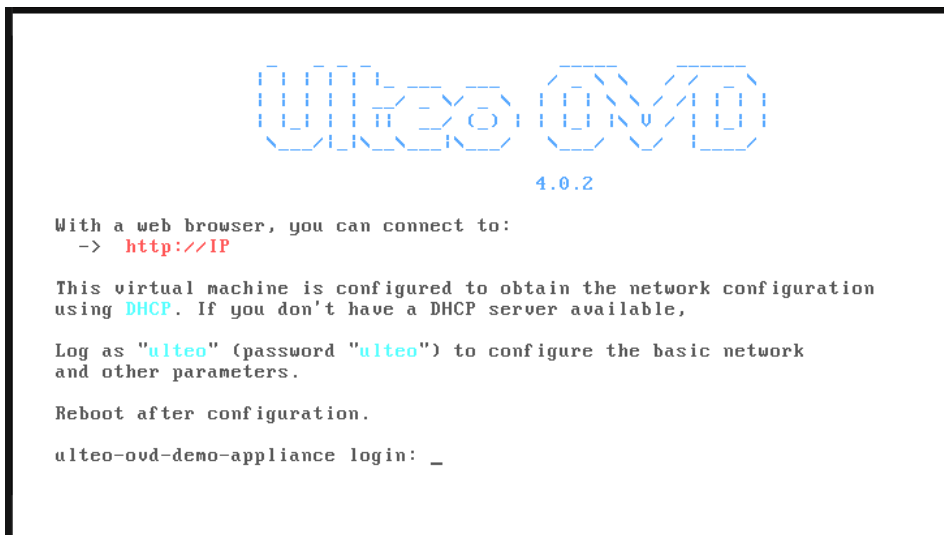 Ulteo OVD
4.0.2
With a web browser, you can connect to:
-> http://IP
This virtual machine is configured to obtain the network configuration
using DHCP. If you don't have a DHCP server available,
Log as "ulteo" (password "ulteo") to configure the basic network
and other parameters.
Reboot after configuration.
ulteo-ovd-demo-appliance login: _